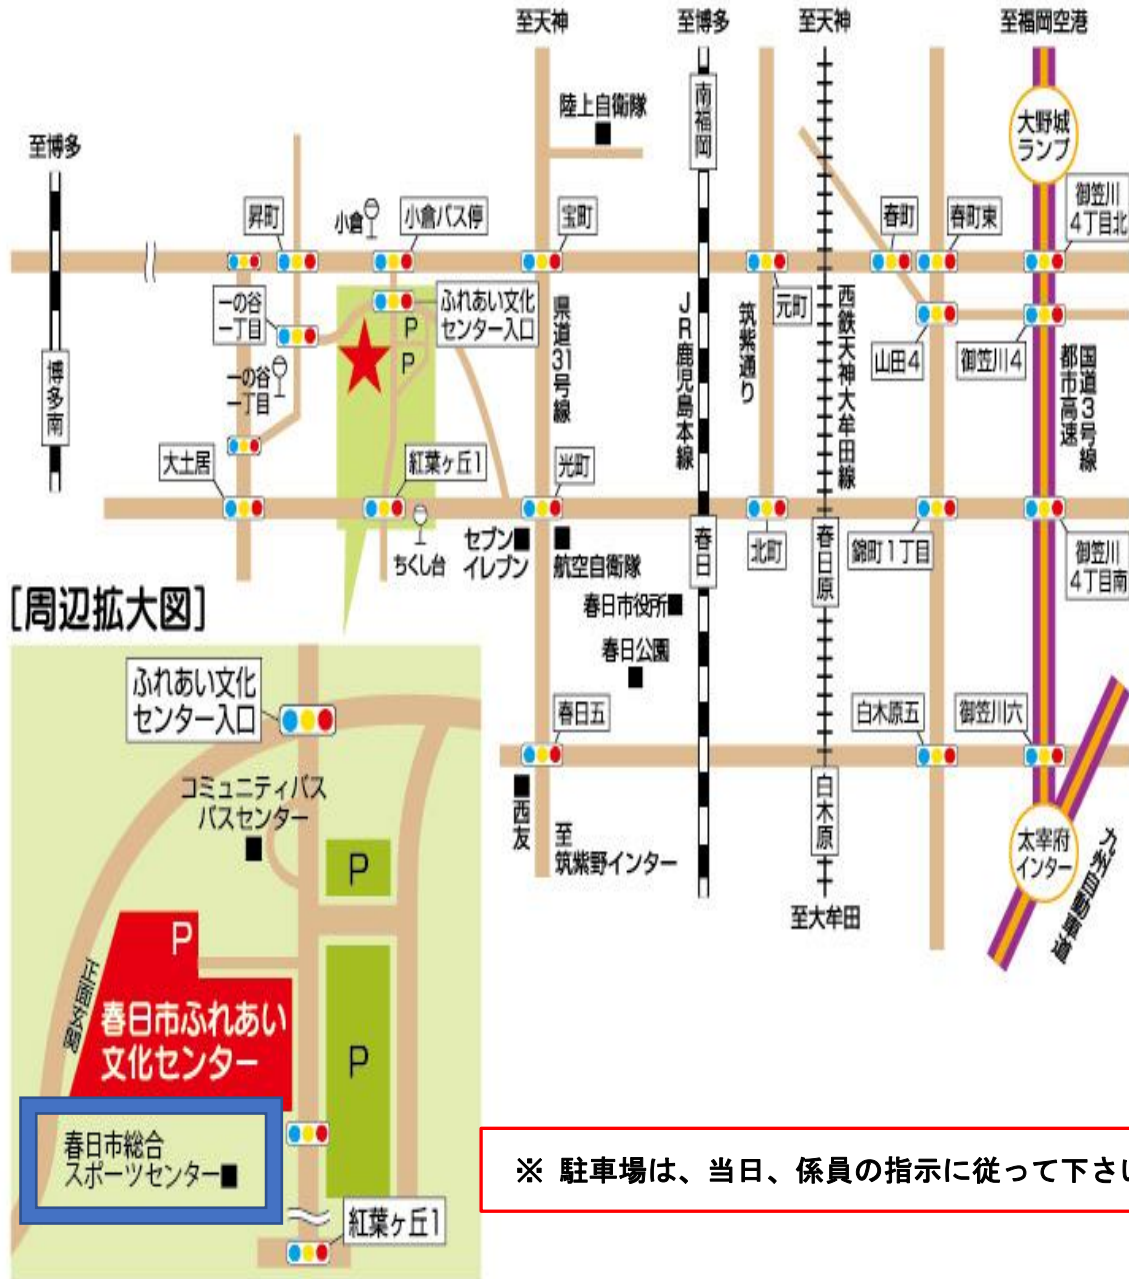 至天神
至博多
至天神
至福岡空港
陸上自衛隊
南福岡
大野城
ランプ
至博多
昇町
小倉
小倉バス停
宝町
春町
春町東
御笠川
4丁目北
一の谷
一丁目
ふれあい文化
センター入口
P
P
県道31号線
JR鹿児島本線
筑紫通り
元町
西鉄天神大牟田線
山田4
御笠川4
国道3号線
都市高速
一の谷
一丁目
博多南
大土居
紅葉ヶ丘1
光町
ちくし台
セブン
イレブン
航空自衛隊
春日
北町
春日原
錦町1丁目
御笠川
4丁目南
春日市役所
春日公園
春日五
白木原五
御笠川六
西友
至
筑紫野インター
白木原
太宰府
インター
九州自動車道
至大牟田
[周辺拡大図]
ふれあい文化
センター入口
コミュニティバス
バスセンター
P
P
正面玄関
春日市ふれあい
文化センター
P
春日市総合
スポーツセンター
紅葉ヶ丘1
※ 駐車場は、当日、係員の指示に従って下さい